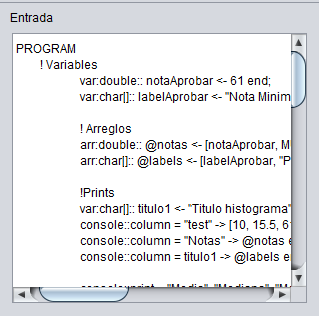 Entrada
PROGRAM
! Variables
var:double:: notaAprobar <- 61 end;
var:char[]:: labelAprobar <- "Nota Minim
! Arreglos
arr:double:: @notas <- [notaAprobar, M
arr:char[]:: @labels <- [labelAprobar, "P
!Prints
var:char[]:: titulo1 <- "Titulo histograma"
console::column = "test" -> [10, 15.5, 6
console::column = "Notas" -> @notas e
console::column = titulo1 -> @labels e